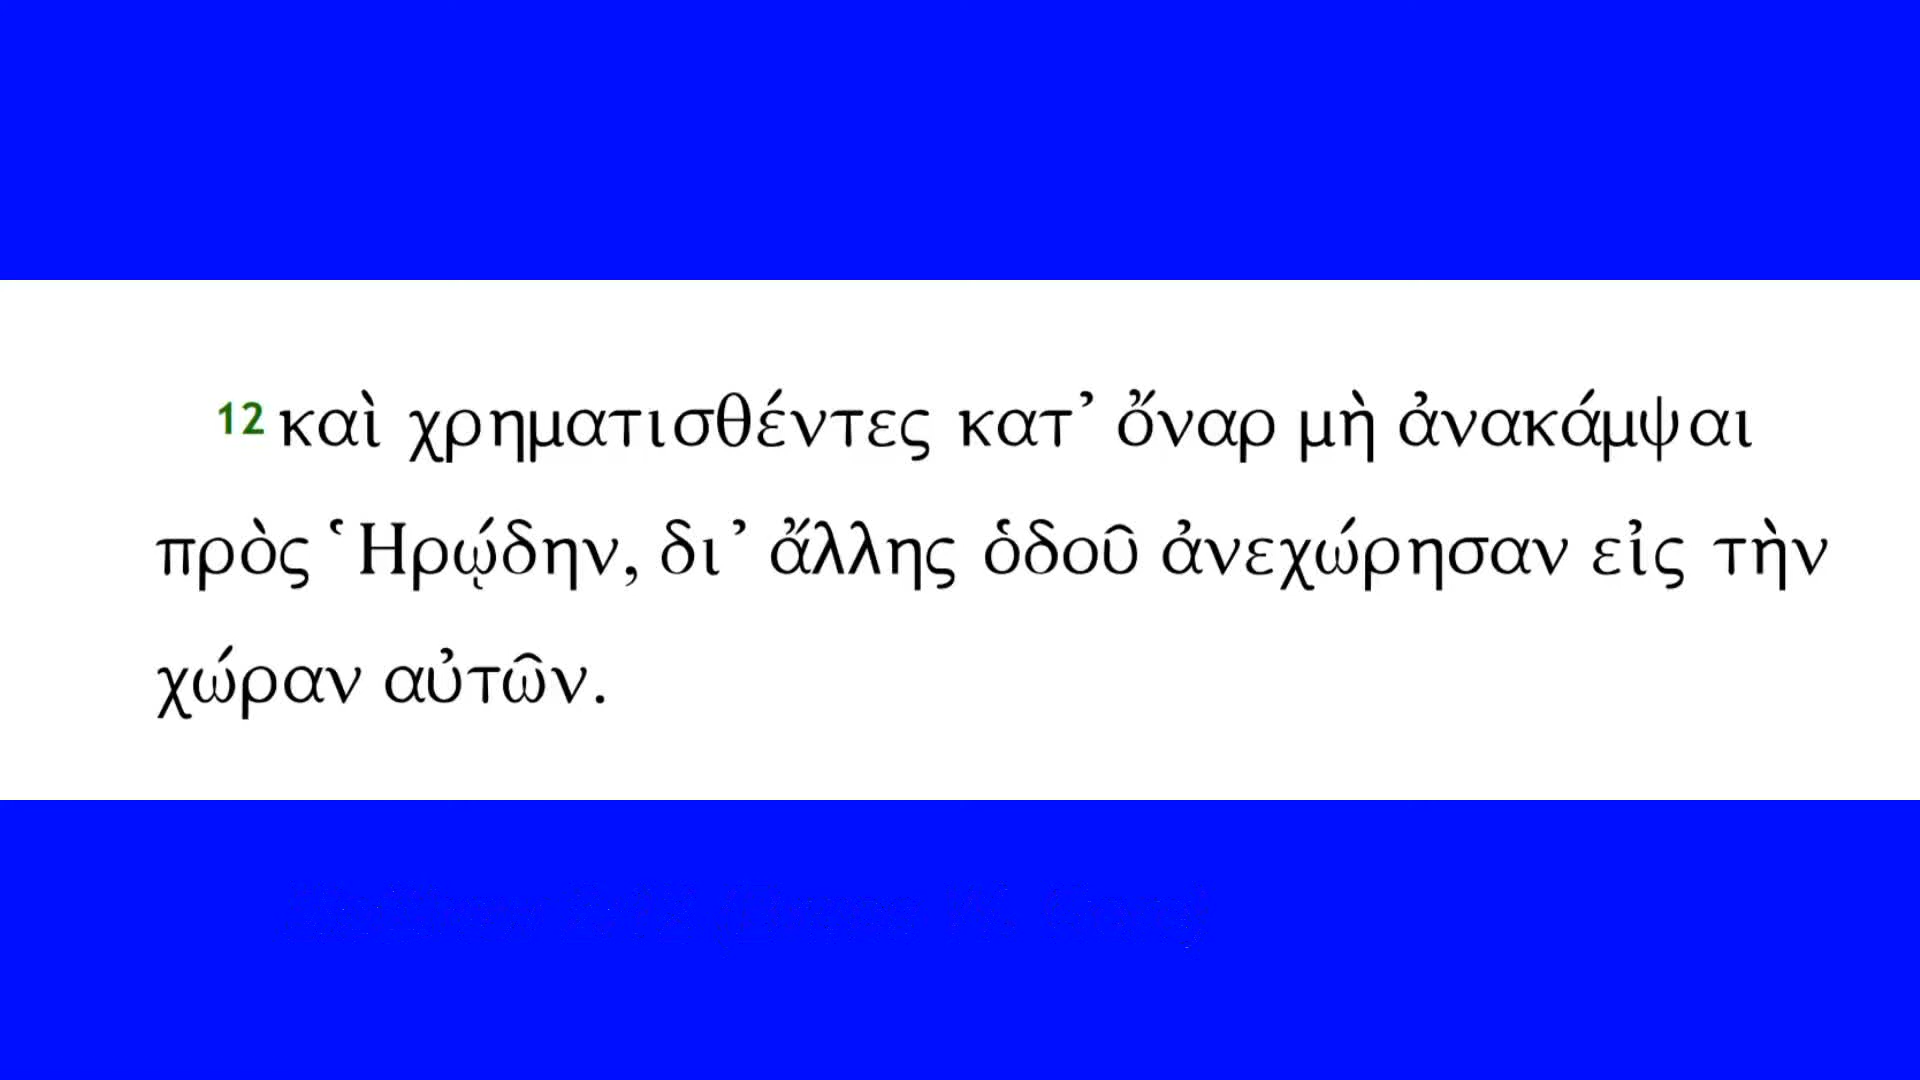 12 καὶ χρηματισθέντες κατ᾽ ὄναρ μὴ ἀνακάμψαι
πρὸς Ἡρῴδην, δι᾽ ἄλλης ὁδοῦ ἀνεχώρησαν εἰς τὴν
χώραν αὐτῶν.